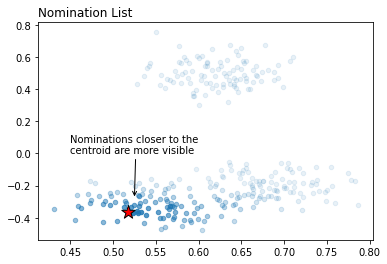 Nomination List
0.8
0.6
0.4
0.2
0.0
−0.2
−0.4
Nominations closer to the
centroid are more visible
0.45 0.50 0.55 0.60 0.65 0.70 0.75 0.80